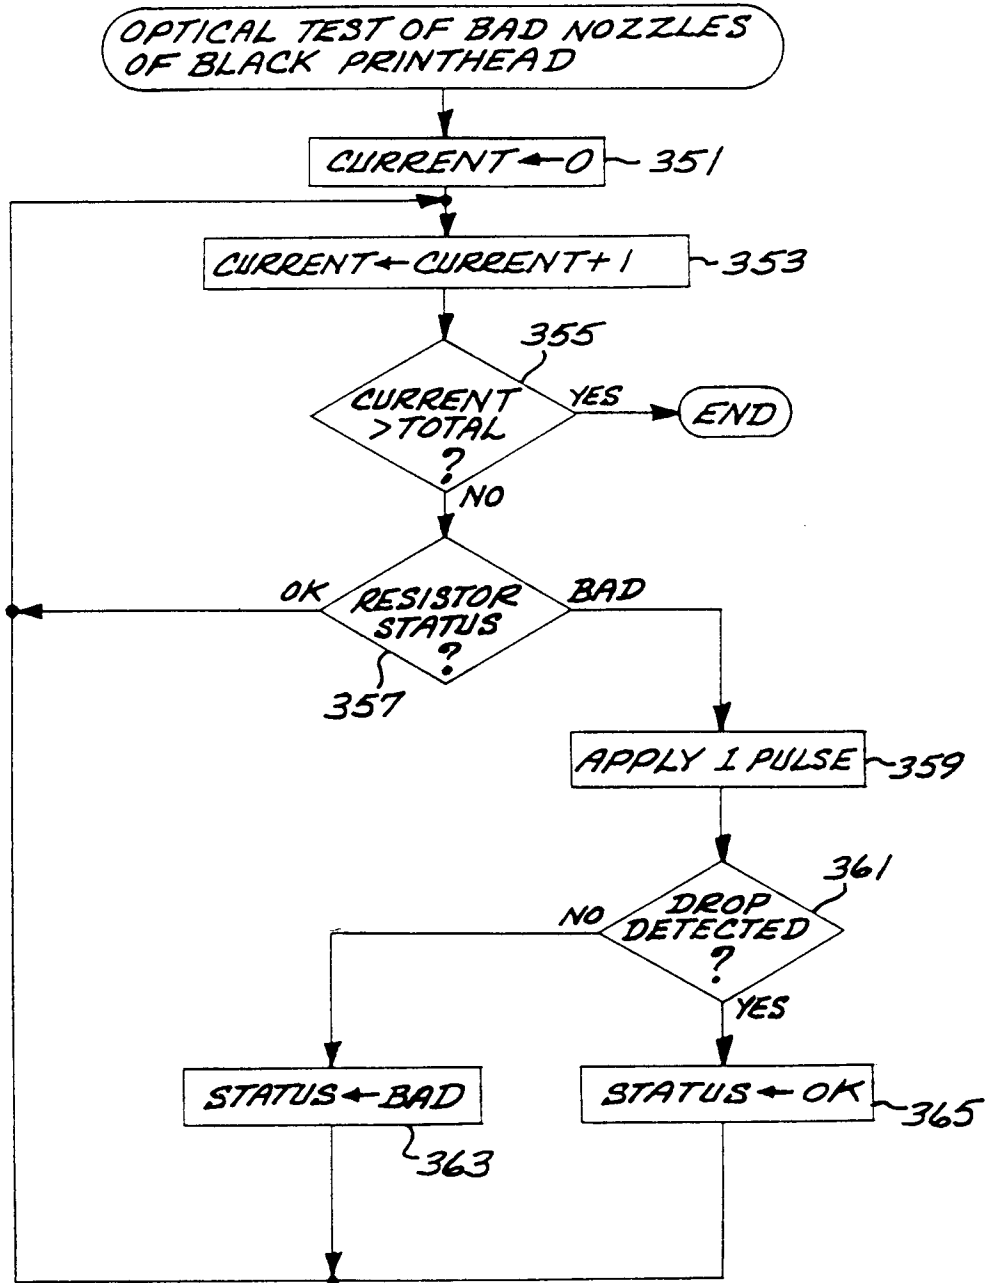 OPTICAL TEST OF BAD NOZZLES
OF BLACK PRINTHEAD
CURRENT←0
351
CURRENT←CURRENT+1
353
355
CURRENT
>TOTAL
?
YES
END
NO
OK
RESISTOR
STATUS
?
BAD
357
APPLY 1 PULSE
359
361
DROP
DETECTED
?
NO
YES
STATUS←BAD
363
STATUS←OK
365